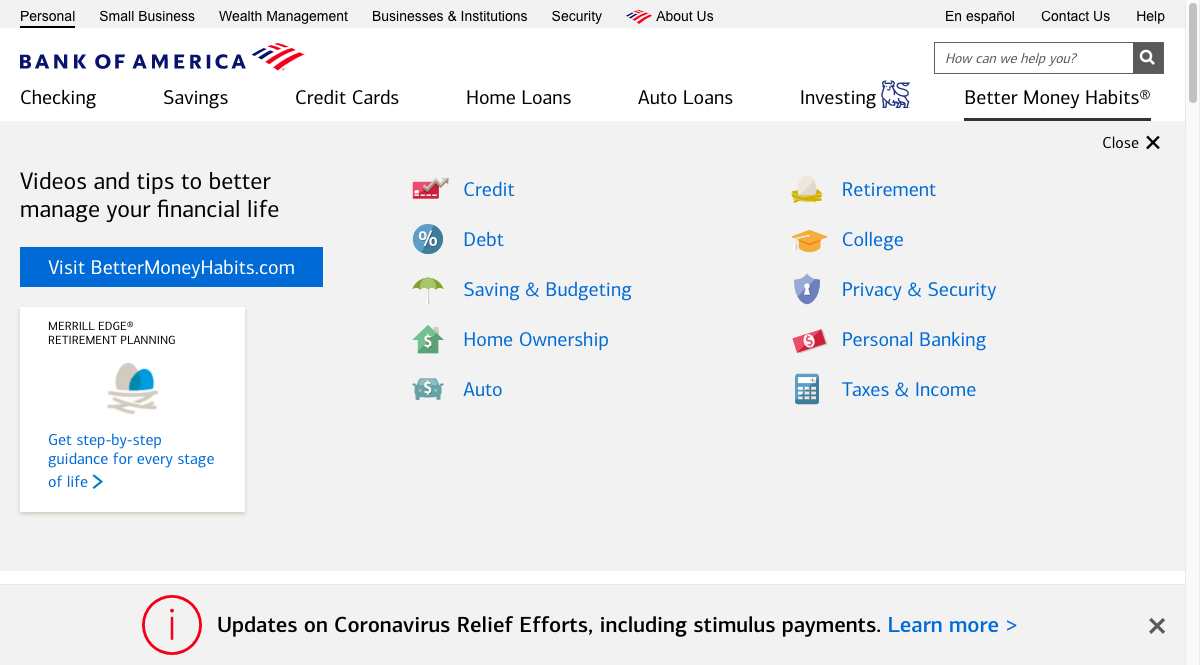 Personal
Small Business
Wealth Management
Businesses & Institutions
Security
About Us
En español
Contact Us
Help
BANK OF AMERICA
How can we help you?
Checking
Savings
Credit Cards
Home Loans
Auto Loans
Investing
Better Money Habits®
Close
Videos and tips to better
manage your financial life
Visit BetterMoneyHabits.com
MERRILL EDGE®
RETIREMENT PLANNING
Get step-by-step
guidance for every stage
of life
Credit
Debt
%
Saving & Budgeting
Home Ownership
$
Auto
$
Retirement
College
Privacy & Security
Personal Banking
$
Taxes & Income
Updates on Coronavirus Relief Efforts, including stimulus payments. Learn more >